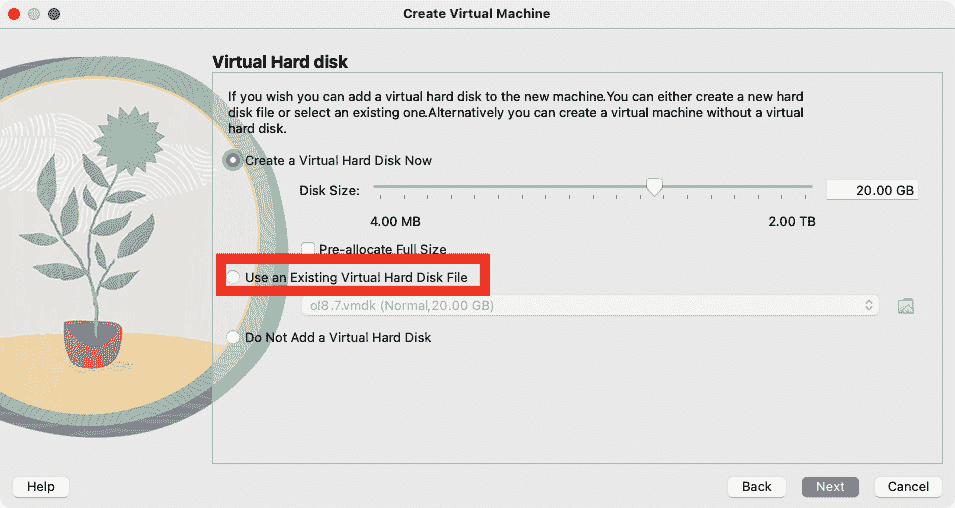 Create Virtual Machine
Virtual Hard disk
If you wish you can add a virtual hard disk to the new machine.You can either create a new hard
disk file or select an existing one.Alternatively you can create a virtual machine without a virtual
hard disk.
Create a Virtual Hard Disk Now
Disk Size:
20.00 GB
4.00 MB
2.00 TB
Pre-allocate Full Size
Use an Existing Virtual Hard Disk File
ol8.7.vmdk (Normal,20.00 GB)
Do Not Add a Virtual Hard Disk
Help
Back
Next
Cancel